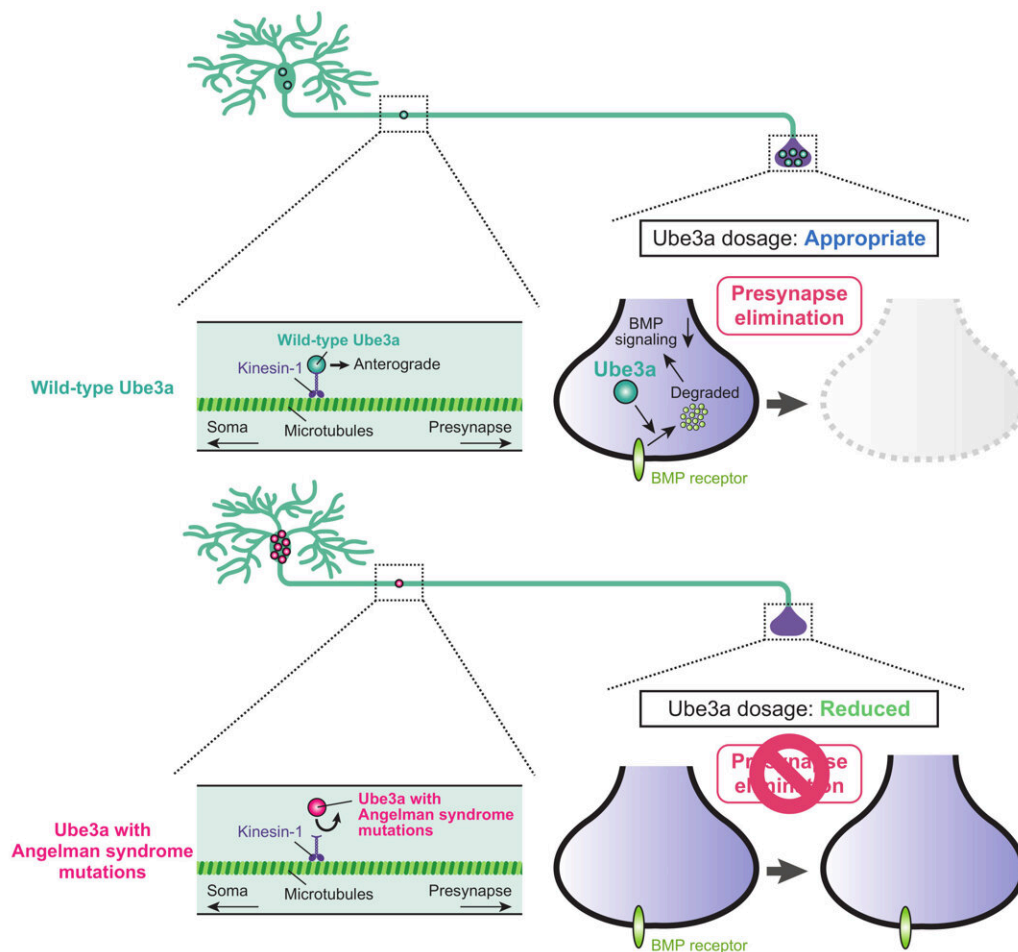 Ube3a dosage: Appropriate
Presynapse
elimination
BMP
signaling
Wild-type Ube3a
Wild-type Ube3a
Kinesin-1
Anterograde
Ube3a
Degraded
Soma
Microtubules
Presynapse
BMP receptor
Ube3a dosage: Reduced
Presynapse
elimination
Ube3a with
Angelman syndrome
mutations
Ube3a with
Angelman syndrome
mutations
Kinesin-1
Soma
Microtubules
Presynapse
BMP receptor